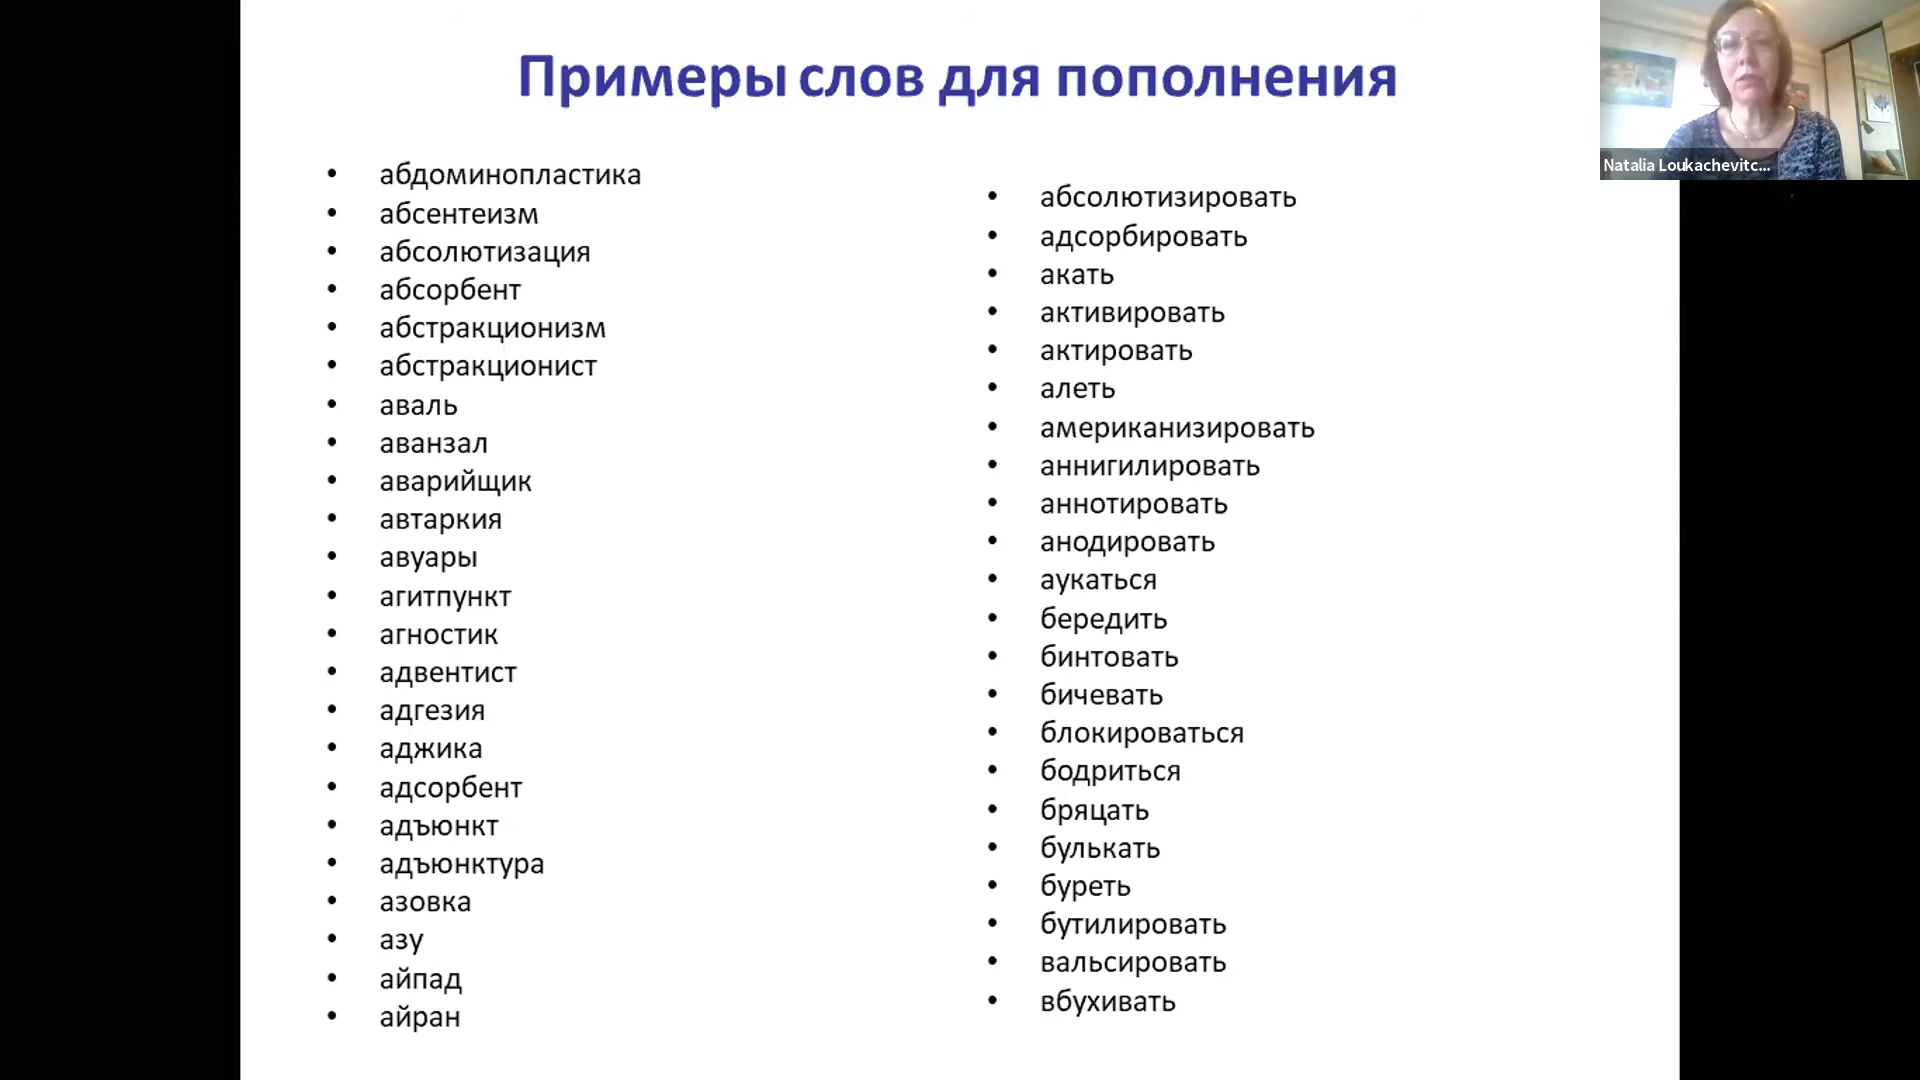 Примеры слов для пополнения
• абдоминопластика
• абсентеизм
• абсолютизация
• абсорбент
• абстракционизм
• абстракционист
• аваль
• аванзал
• аварийщик
• автаркия
• авуары
• агитпункт
• агностик
• адвентист
• адгезия
• аджика
• адсорбент
• адъюнкт
• адъюнктура
• азовка
• азу
• айпад
• айран
• абсолютизировать
• адсорбировать
• акать
• активировать
• актировать
• алеть
• американизировать
• аннигилировать
• аннотировать
• анодировать
• аукаться
• бередить
• бинтовать
• бичевать
• блокироваться
• бодриться
• бряцать
• булькать
• буреть
• бутилировать
• вальсировать
• вбухивать
Natalia Loukachevitc...